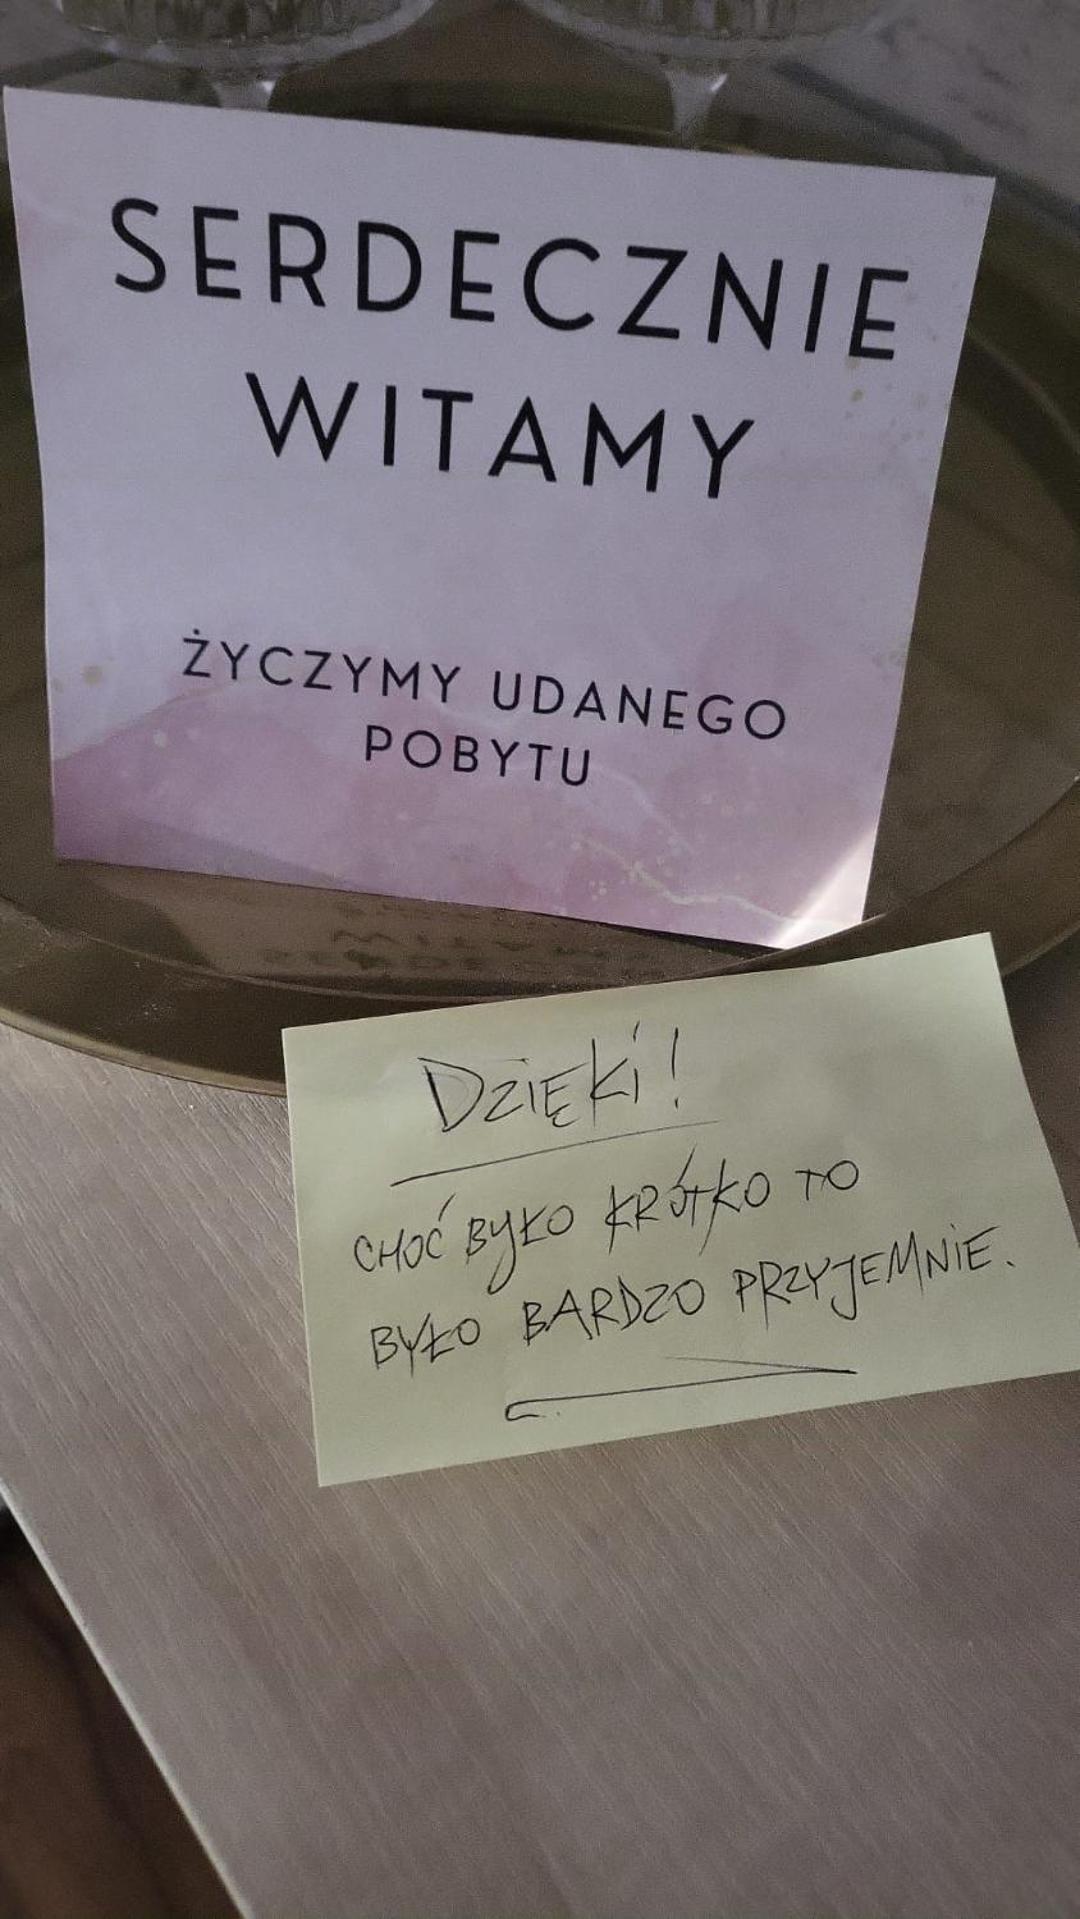 SERDECZNIE
WITAMY
ŻYCZYMY UDANEGO
POBYTU
DZIĘKI!
CHOĆ BYŁO KRÓTKO TO
BYŁO BARDZO PRZYJEMNIE.